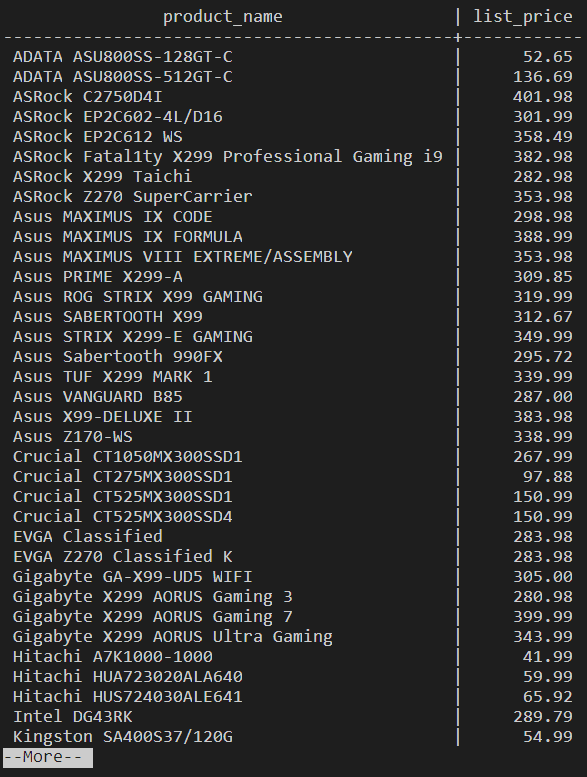 product_name | list_price
---------------------------------------------+------------
ADATA ASU800SS-128GT-C | 52.65
ADATA ASU800SS-512GT-C | 136.69
ASRock C2750D4I | 401.98
ASRock EP2C602-4L/D16 | 301.99
ASRock EP2C612 WS | 358.49
ASRock Fatal1ty X299 Professional Gaming i9 | 382.98
ASRock X299 Taichi | 282.98
ASRock Z270 SuperCarrier | 353.98
Asus MAXIMUS IX CODE | 298.98
Asus MAXIMUS IX FORMULA | 388.99
Asus MAXIMUS VIII EXTREME/ASSEMBLY | 353.98
Asus PRIME X299-A | 309.85
Asus ROG STRIX X99 GAMING | 319.99
Asus SABERTOOTH X99 | 312.67
Asus STRIX X299-E GAMING | 349.99
Asus Sabertooth 990FX | 295.72
Asus TUF X299 MARK 1 | 339.99
Asus VANGUARD B85 | 287.00
Asus X99-DELUXE II | 383.98
Asus Z170-WS | 338.99
Crucial CT1050MX300SSD1 | 267.99
Crucial CT275MX300SSD1 | 97.88
Crucial CT525MX300SSD1 | 150.99
Crucial CT525MX300SSD4 | 150.99
EVGA Classified | 283.98
EVGA Z270 Classified K | 283.98
Gigabyte GA-X99-UD5 WIFI | 305.00
Gigabyte X299 AORUS Gaming 3 | 280.98
Gigabyte X299 AORUS Gaming 7 | 399.99
Gigabyte X299 AORUS Ultra Gaming | 343.99
Hitachi A7K1000-1000 | 41.99
Hitachi HUA723020ALA640 | 59.99
Hitachi HUS724030ALE641 | 65.92
Intel DG43RK | 289.79
Kingston SA400S37/120G | 54.99
--More--